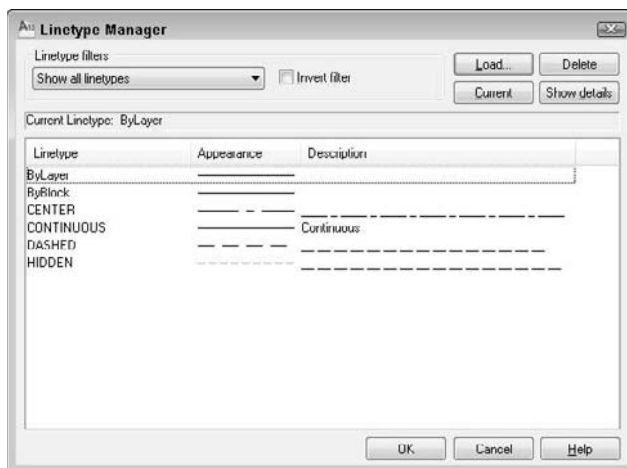 Linetype Manager
Linetype filters
Show all linetypes
Invert filter
Load...
Delete
Current
Show details
Current Linetype: ByLayer
Linetype Appearance Description
ByLayer
ByBlock
CENTER
CONTINUOUS Continuous
DASHED
HIDDEN
OK Cancel Help